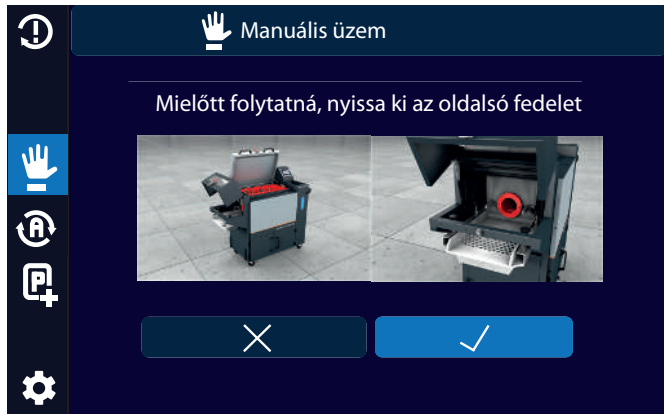 Manuális üzem
Mielőtt folytatná, nyissa ki az oldalsó fedelet
A
P